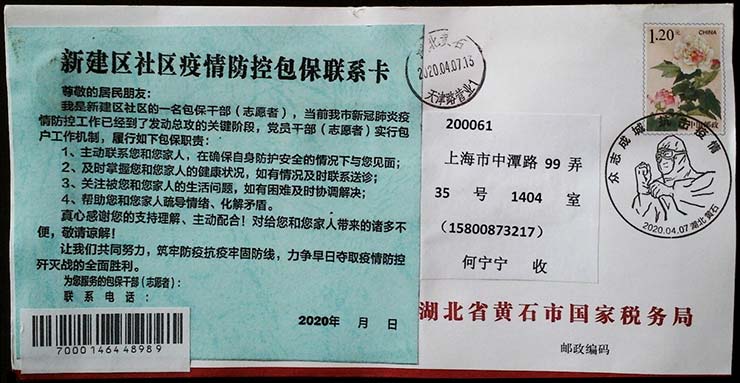 新建区社区疫情防控包保联系卡
尊敬的居民朋友：
我是新建区社区的一名包保干部（志愿者），当前我市新冠肺炎疫
情防控工作已经到了发动总攻的关键阶段，党员干部（志愿者）实行包
户工作机制，履行如下包保职责：
1、主动联系您和您家人，在确保自身防护安全的情况下与您见面；
2、及时掌握您和您家人的健康状况，如有情况及时联系送诊；
3、关注被您和您家人的生活问题，如有困难及时协调解决；
4、帮助您和您家人疏导情绪、化解矛盾。
真心感谢您的支持理解、主动配合！对给您和您家人带来的诸多不
便，敬请谅解！
让我们共同努力，筑牢防疫抗疫牢固防线，力争早日夺取疫情防控
歼灭战的全面胜利。
为您服务的包保干部（志愿者）：
联系电话：
2020年 月 日
7000146448989
湖北黄石
2020.04.07.15
天津路营业1
1.20元
CHINA
中国邮政
众志成城 抗击疫情
2020.04.07 湖北 黄石
200061
上海市中潭路 99 弄
35 号 1404 室
(15800873217)
何宁宁 收
湖北省黄石市国家税务局
邮政编码